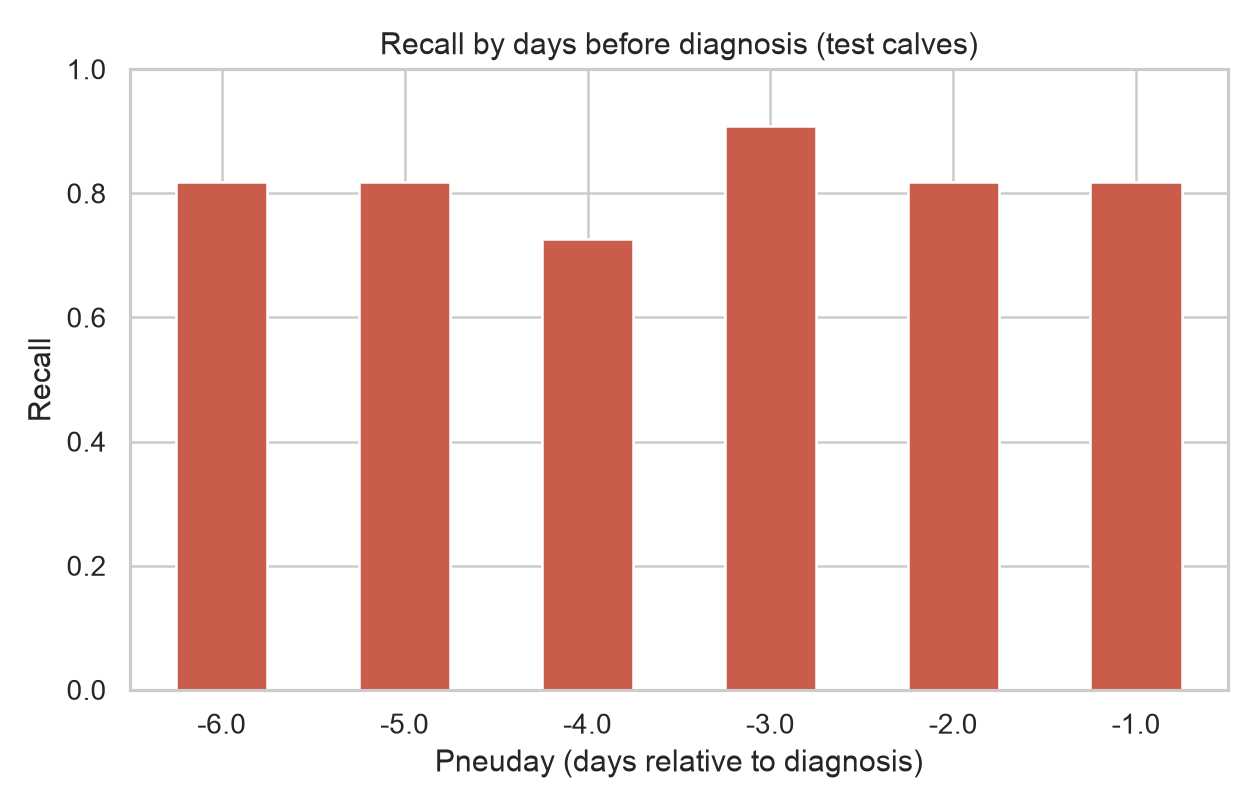 Recall by days before diagnosis (test calves)
1.0
0.8
0.6
0.4
0.2
0.0
Recall
-6.0 -5.0 -4.0 -3.0 -2.0 -1.0
Pneuday (days relative to diagnosis)